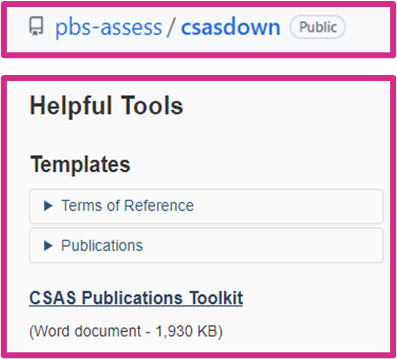 pbs-assess / csasdown Public
Helpful Tools
Templates
Terms of Reference
Publications
CSAS Publications Toolkit
(Word document - 1,930 KB)